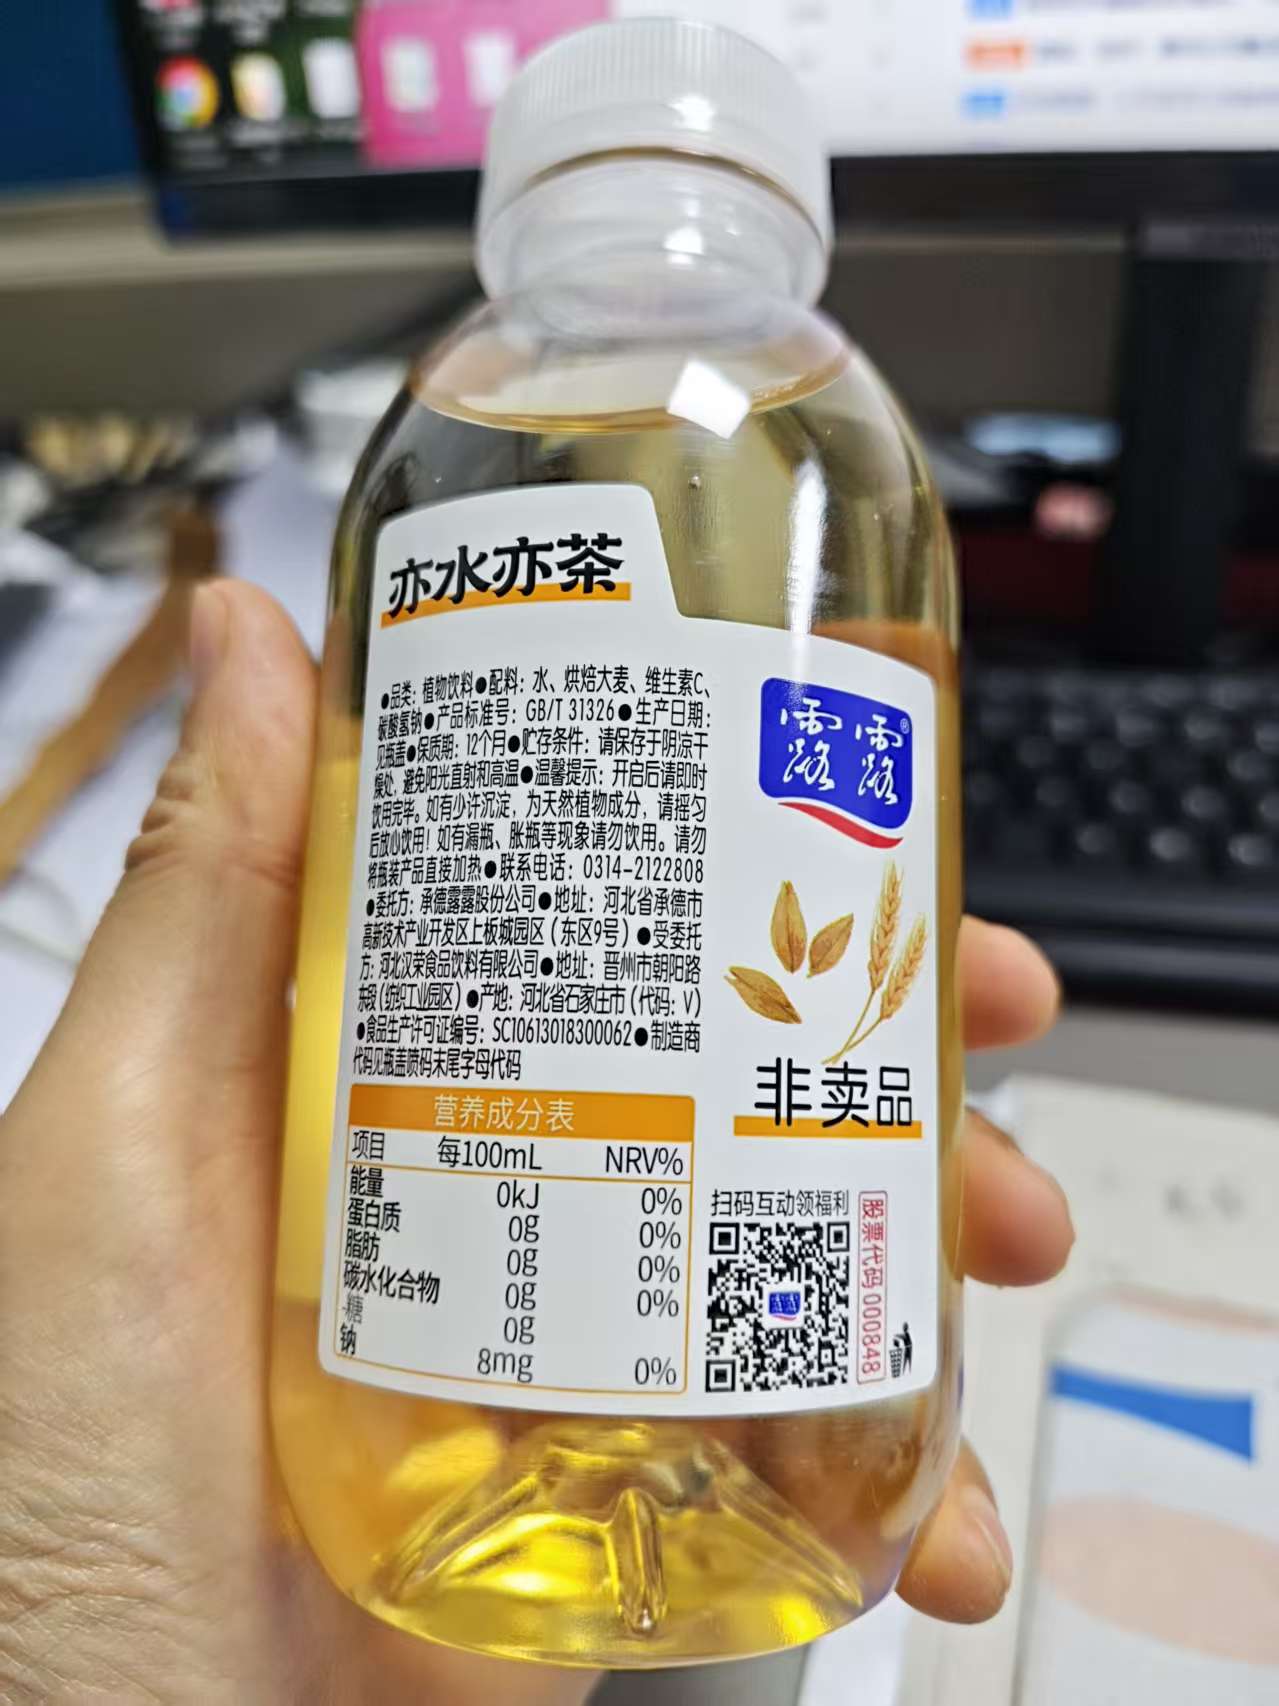 亦水亦茶
●品类：植物饮料●配料：水、烘焙大麦、维生素C、
碳酸氢钠●产品标准号：GB/T 31326●生产日期：
见瓶盖●保质期：12个月●贮存条件：请保存于阴凉干
燥处，避免阳光直射和高温●温馨提示：开启后请即时
饮用完毕。如有少许沉淀，为天然植物成分，请摇匀
后放心饮用！如有漏瓶、胀瓶等现象请勿饮用。请勿
将瓶装产品直接加热●联系电话：0314-2122808
●委托方：承德露露股份公司●地址：河北省承德市
高新技术产业开发区上板城园区（东区9号）●受委托
方：河北汉荣食品饮料有限公司●地址：晋州市朝阳路
东段（纺织工业园区）●产地：河北省石家庄市（代码：V）
●食品生产许可证编号：SC10613018300062●制造商
代码见瓶盖喷码末尾字母代码
营养成分表
项目 每100mL NRV%
能量 0kJ 0%
蛋白质 0g 0%
脂肪 0g 0%
碳水化合物 0g 0%
-糖 0g
钠 8mg 0%
露露®
非卖品
扫码互动领福利
股票代码 000848